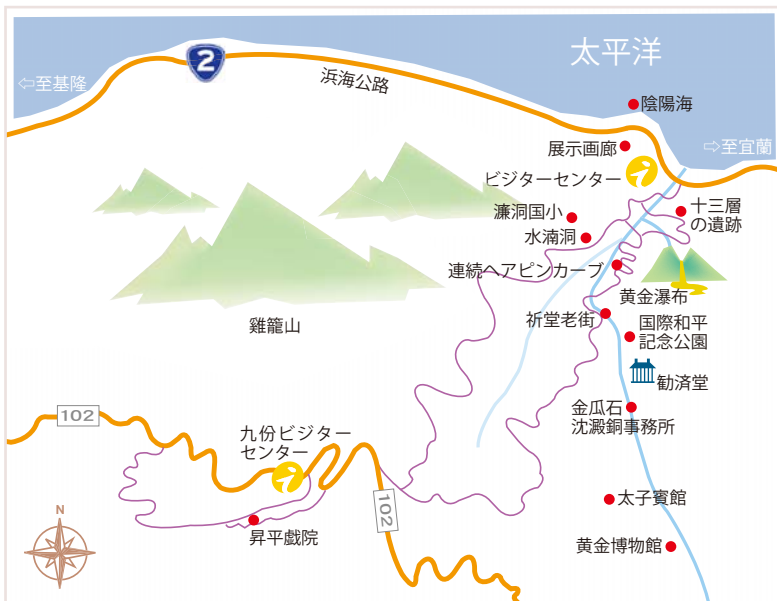 太平洋
2
⇦至基隆
浜海公路
陰陽海
⇨至宜蘭
展示画廊
ビジターセンター
濂洞国小
十三層
の遺跡
水湳洞
連続ヘアピンカーブ
黄金瀑布
祈堂老街
国際和平
記念公園
雞籠山
勧済堂
金瓜石
沈澱銅事務所
102
九份ビジター
センター
102
太子賓館
昇平戯院
黄金博物館
N